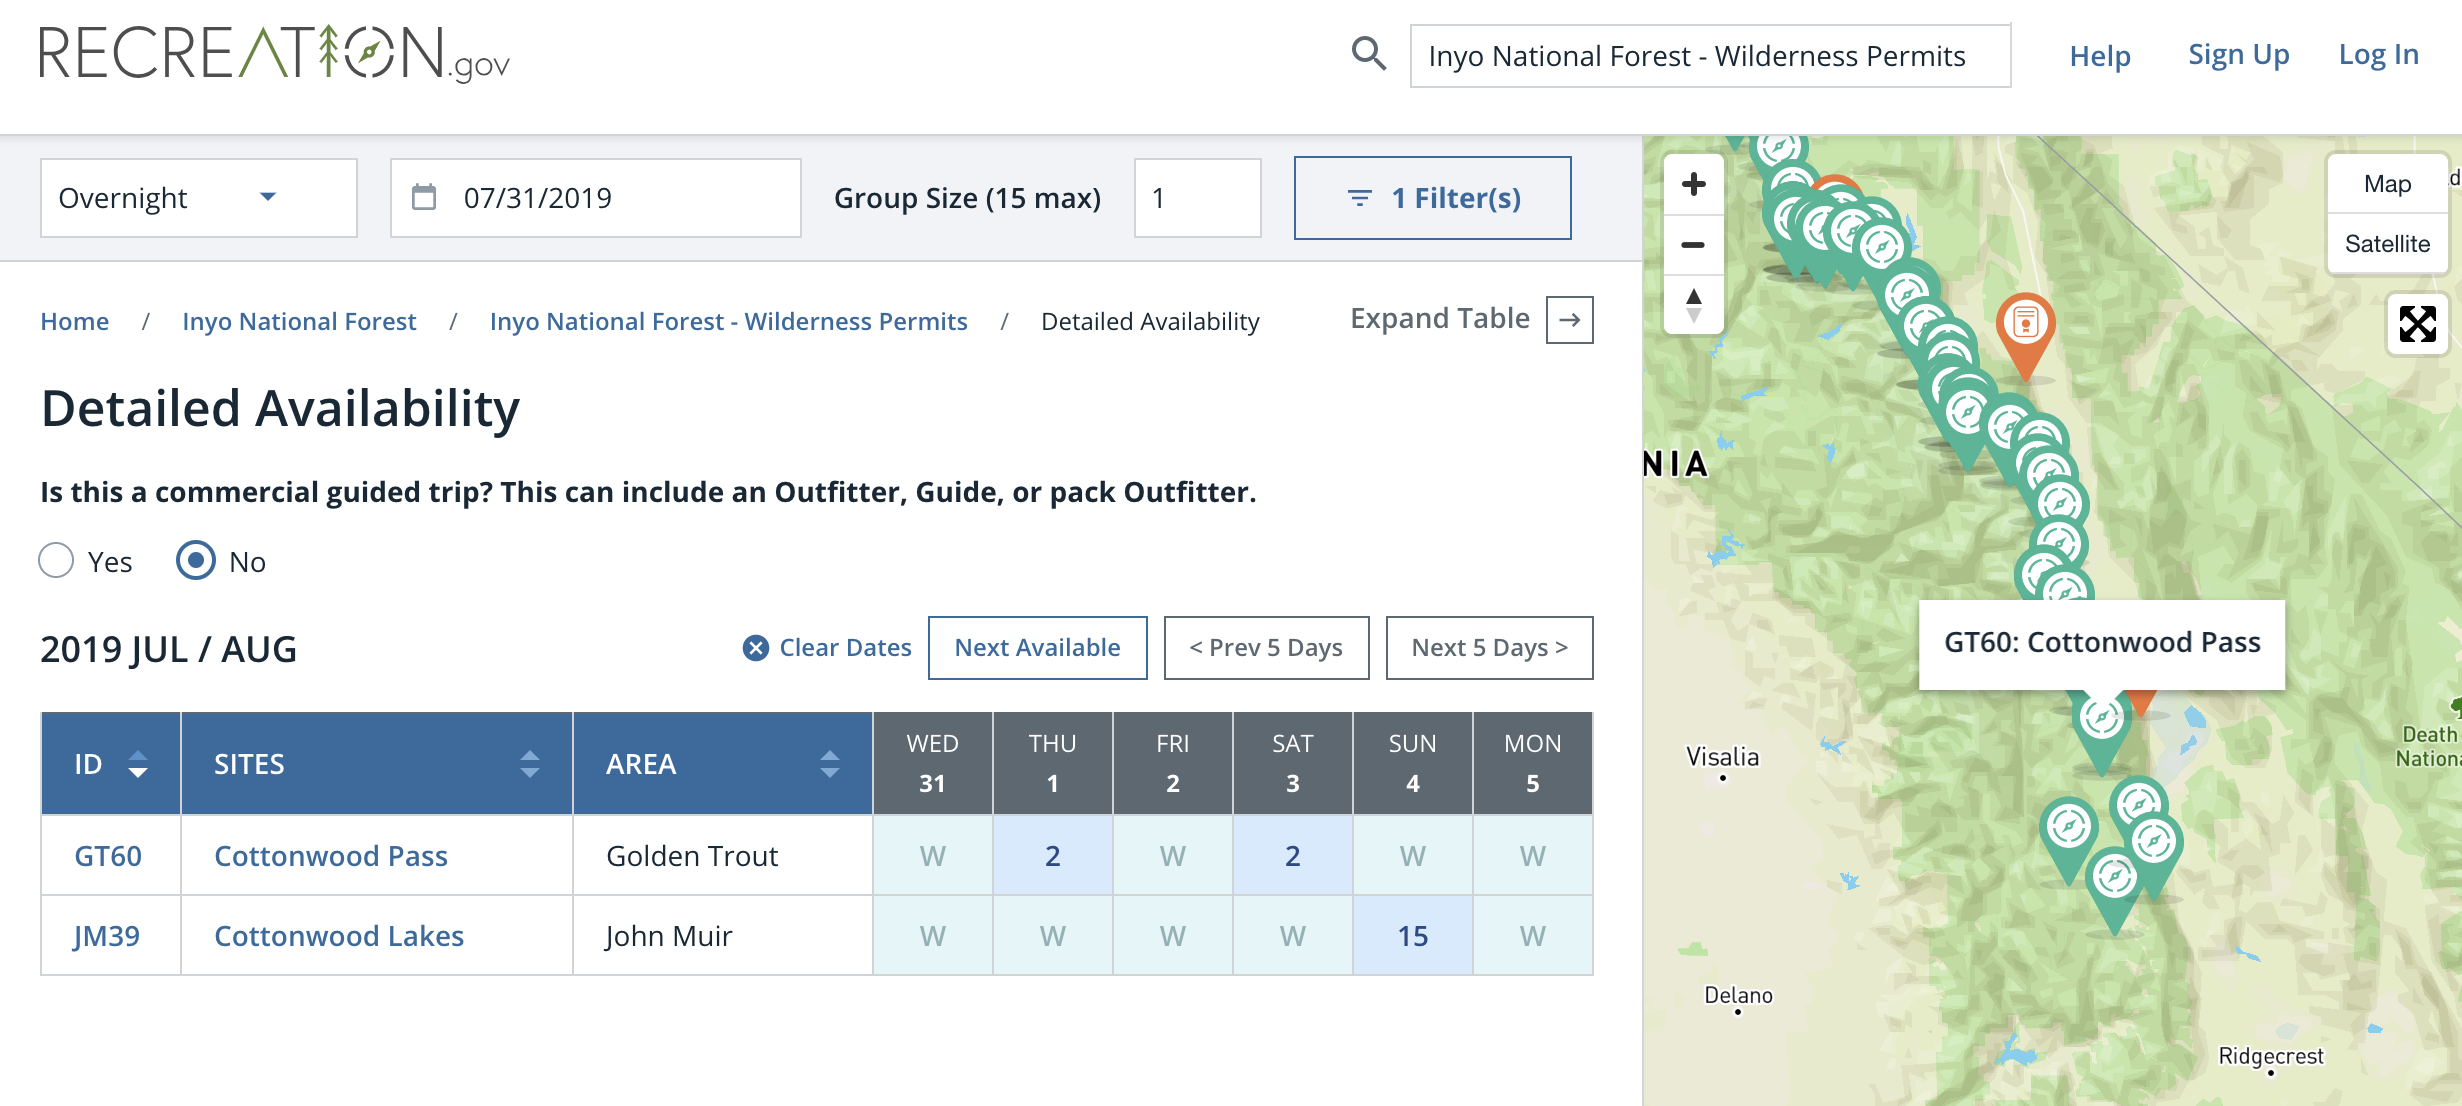 RECREATION.gov
Inyo National Forest - Wilderness Permits
Help
Sign Up
Log In
Overnight
07/31/2019
Group Size (15 max)
1
1 Filter(s)
Home / Inyo National Forest / Inyo National Forest - Wilderness Permits / Detailed Availability
Expand Table →
Detailed Availability
Is this a commercial guided trip? This can include an Outfitter, Guide, or pack Outfitter.
Yes
No
2019 JUL / AUG
Clear Dates
Next Available
< Prev 5 Days
Next 5 Days >
ID SITES AREA WED 31 THU 1 FRI 2 SAT 3 SUN 4 MON 5
GT60 Cottonwood Pass Golden Trout W 2 W 2 W W
JM39 Cottonwood Lakes John Muir W W W W 15 W
+
−
Map
Satellite
NIA
GT60: Cottonwood Pass
Visalia
Death
Nationa
Delano
Ridgecrest